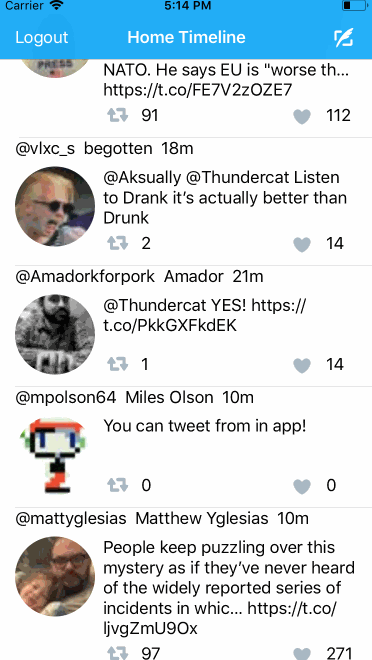 Carrier 5:14 PM
Logout Home Timeline
PRESS
NATO. He says EU is "worse th...
https://t.co/FE7V2zOZE7
91 112
@vlxc_s begotten 18m
@Aksually @Thundercat Listen
to Drank it's actually better than
Drunk
2 14
@Amadorkforpork Amador 21m
@Thundercat YES! https://
t.co/PkkGXFkdEK
1 14
@mpolson64 Miles Olson 10m
You can tweet from in app!
0 0
@mattyglesias Matthew Yglesias 10m
People keep puzzling over this
mystery as if they've never heard
of the widely reported series of
incidents in whic... https://t.co/
ljvgZmU9Ox
97 271